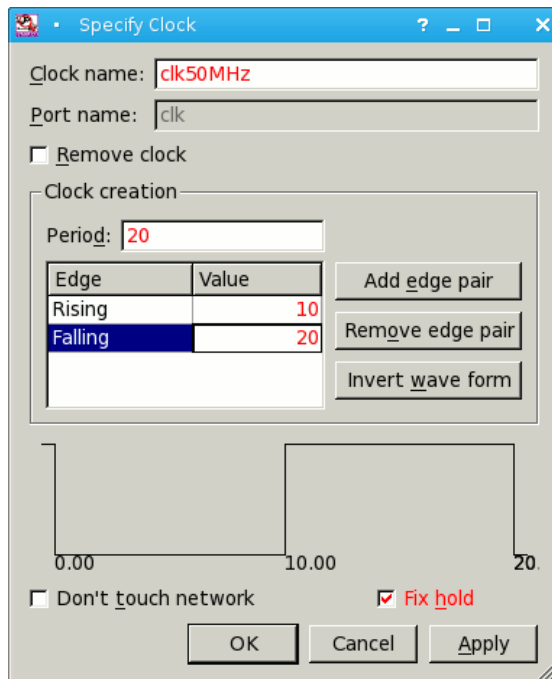 Specify Clock
Clock name: clk50MHz
Port name: clk
Remove clock
Clock creation
Period: 20
Edge Value
Rising 10
Falling 20
Add edge pair
Remove edge pair
Invert wave form
0.00 10.00 20.
Don't touch network Fix hold
OK Cancel Apply